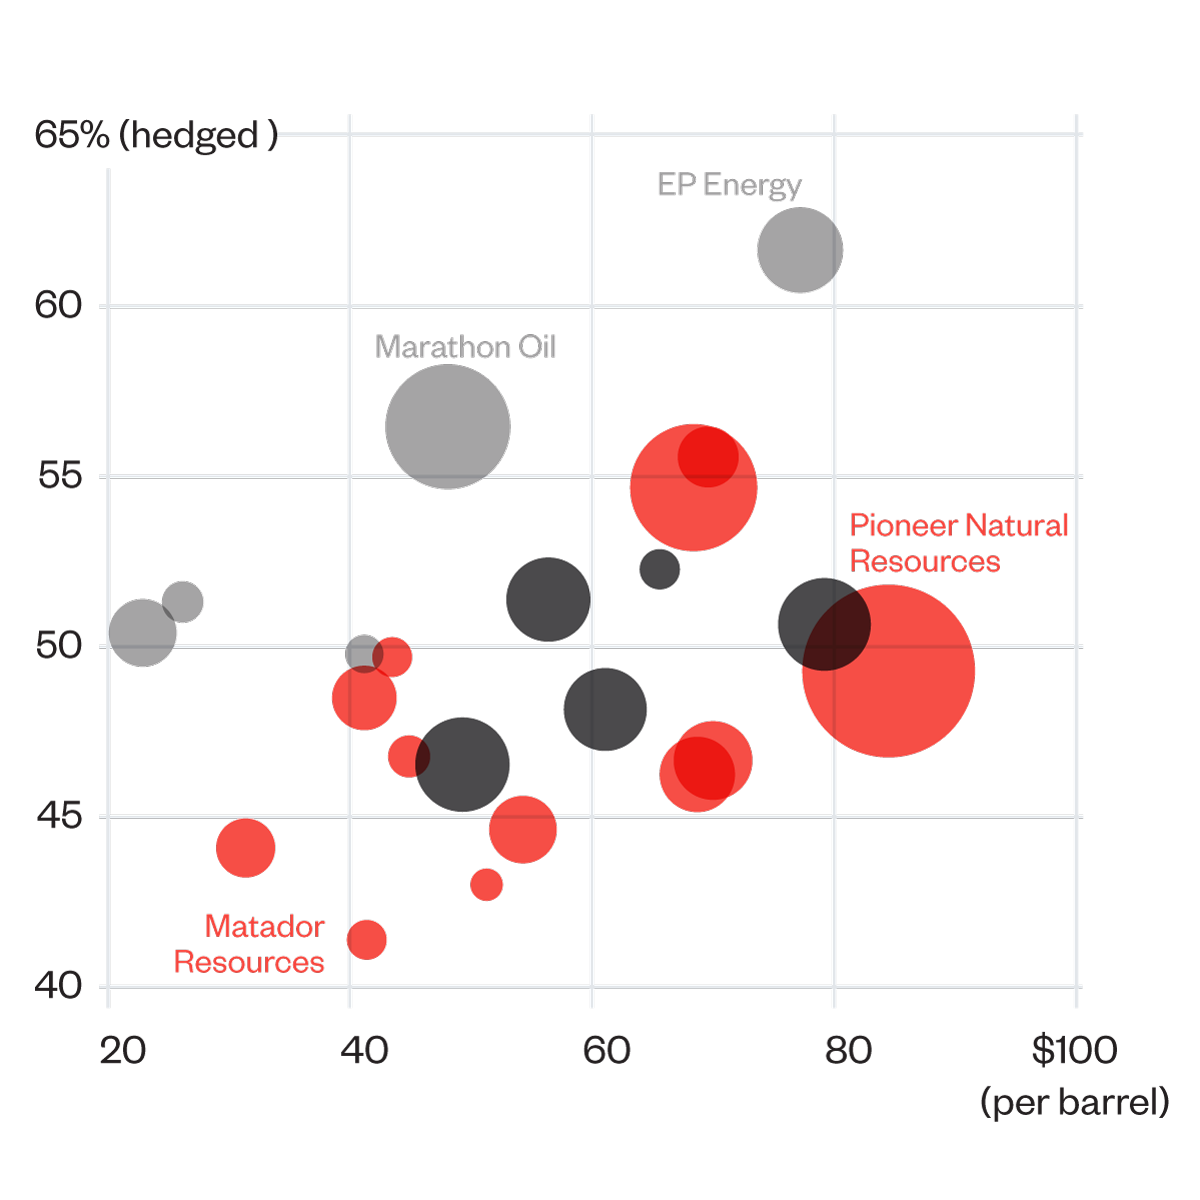 65% (hedged )
EP Energy
60
Marathon Oil
55
Pioneer Natural
Resources
50
45
Matador
Resources
40
20 40 60 80 $100
(per barrel)